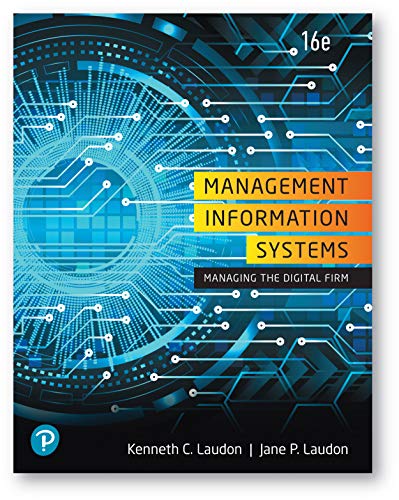 16e
MANAGEMENT
INFORMATION
SYSTEMS
MANAGING THE DIGITAL FIRM
P
Kenneth C. Laudon | Jane P. Laudon